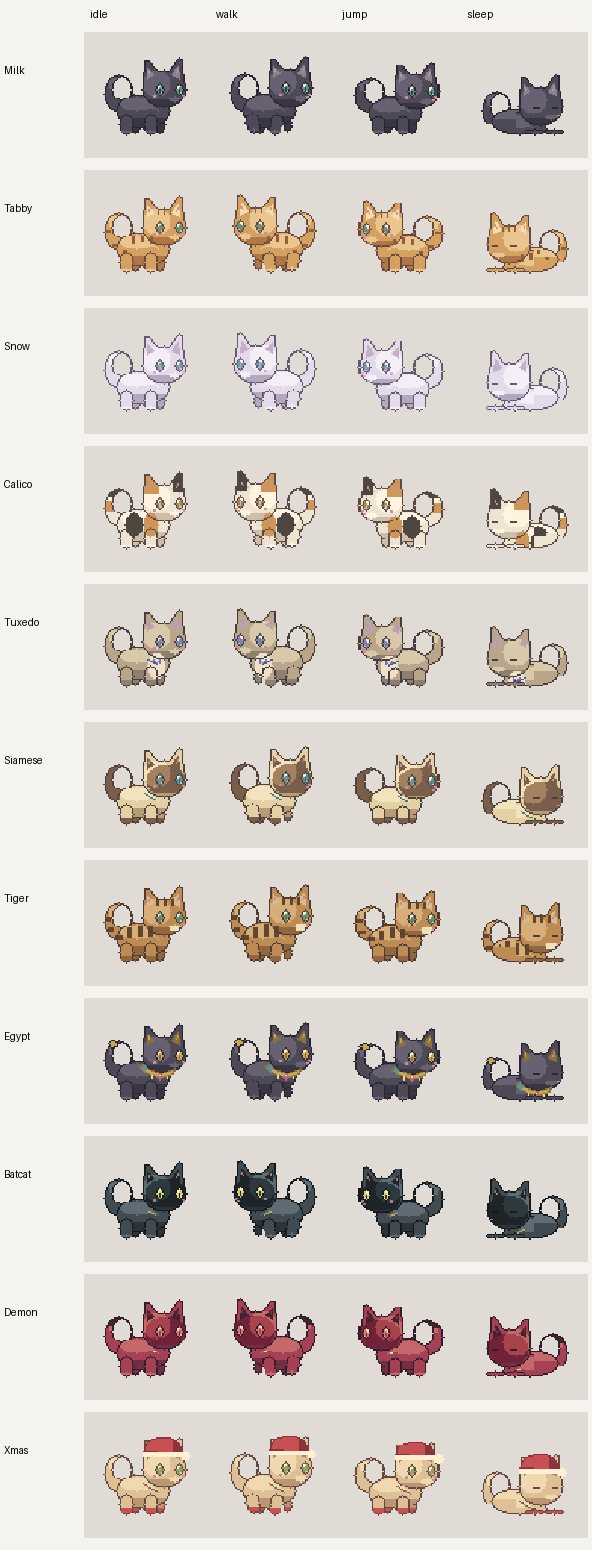 idle walk jump sleep
Milk
Tabby
Snow
Calico
Tuxedo
Siamese
Tiger
Egypt
Batcat
Demon
Xmas